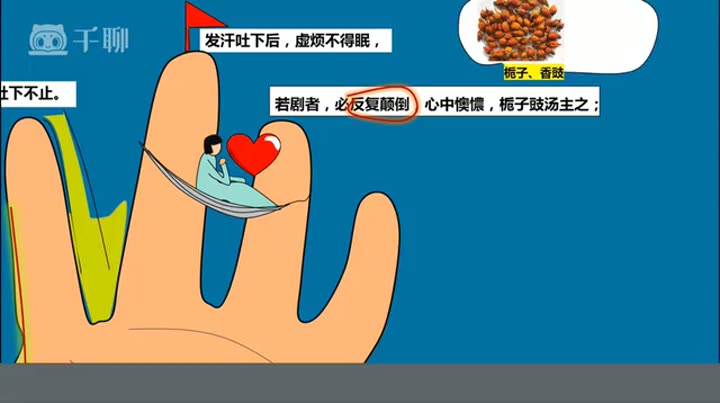 千聊
发汗吐下后，虚烦不得眠，
栀子、香豉
吐下不止。
若剧者，必反复颠倒 心中懊憹，栀子豉汤主之；